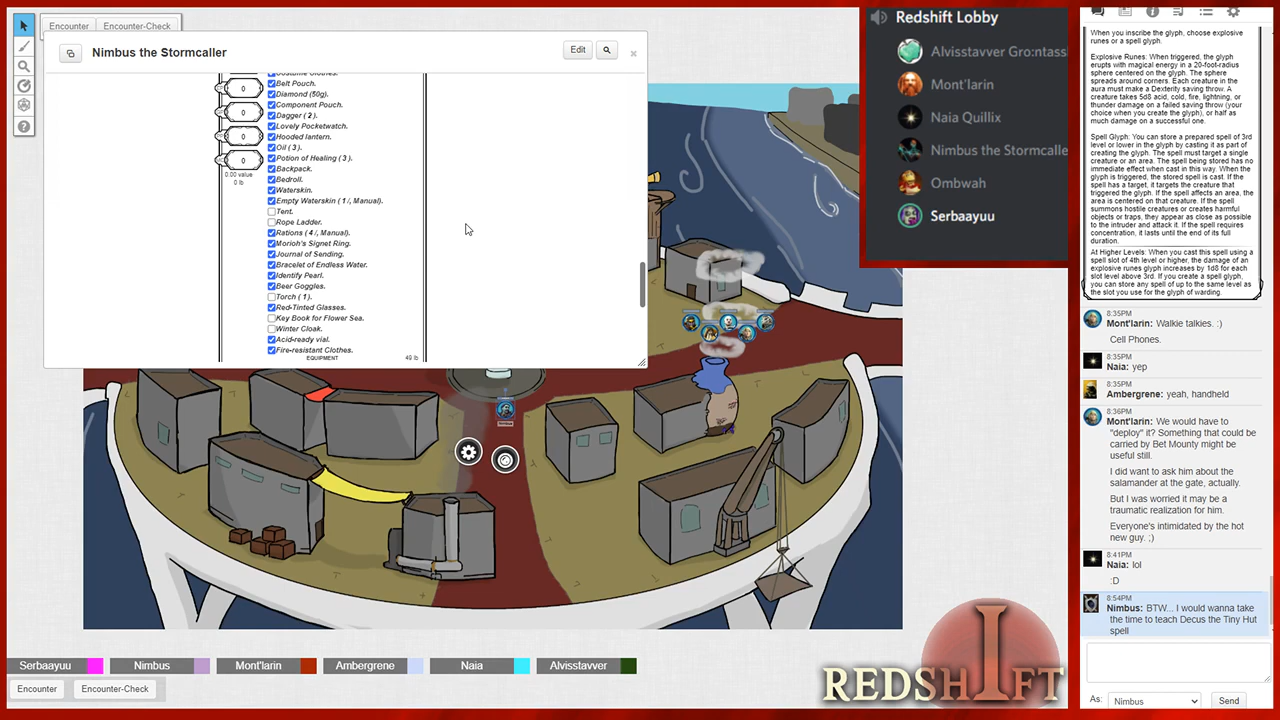 Encounter
Encounter-Check
Nimbus the Stormcaller
Edit
0
0
0
0
0.00 value
0 lb
Costume Clothes.
Belt Pouch.
Diamond (50g).
Component Pouch.
Dagger ( 2 ).
Lovely Pocketwatch.
Hooded lantern.
Oil ( 3 ).
Potion of Healing ( 3 ).
Backpack.
Bedroll.
Waterskin.
Empty Waterskin ( 1 /, Manual).
Tent.
Rope Ladder.
Rations ( 4 /, Manual).
Morioh's Signet Ring.
Journal of Sending.
Bracelet of Endless Water.
Identify Pearl.
Beer Goggles.
Torch ( 1 ).
Red-Tinted Glasses.
Key Book for Flower Sea.
Winter Cloak.
Acid-ready vial.
Fire-resistant Clothes.
EQUIPMENT
49 lb
Redshift Lobby
Alvisstavver Gro:ntass
Mont'larin
Naia Quillix
Nimbus the Stormcalle
Ombwah
Serbaayuu
When you inscribe the glyph, choose explosive
runes or a spell glyph.
Explosive Runes: When triggered, the glyph
erupts with magical energy in a 20-foot-radius
sphere centered on the glyph. The sphere
spreads around corners. Each creature in the
aura must make a Dexterity saving throw. A
creature takes 5d8 acid, cold, fire, lightning, or
thunder damage on a failed saving throw (your
choice when you create the glyph), or half as
much damage on a successful one.
Spell Glyph: You can store a prepared spell of 3rd
level or lower in the glyph by casting it as part of
creating the glyph. The spell must target a single
creature or an area. The spell being stored has no
immediate effect when cast in this way. When the
glyph is triggered, the stored spell is cast. If the
spell has a target, it targets the creature that
triggered the glyph. If the spell affects an area, the
area is centered on that creature. If the spell
summons hostile creatures or creates harmful
objects or traps, they appear as close as possible
to the intruder and attack it. If the spell requires
concentration, it lasts until the end of its full
duration.
At Higher Levels: When you cast this spell using a
spell slot of 4th level or higher, the damage of an
explosive runes glyph increases by 1d8 for each
slot level above 3rd. If you create a spell glyph,
you can store any spell of up to the same level as
the slot you use for the glyph of warding.
8:35PM
Mont'larin: Walkie talkies. :)
Cell Phones.
8:35PM
Naia: yep
8:35PM
Ambergrene: yeah, handheld
8:36PM
Mont'larin: We would have to
"deploy" it? Something that could be
carried by Bet Mounty might be
useful still.
I did want to ask him about the
salamander at the gate, actually.
But I was worried it may be a
traumatic realization for him.
Everyone's intimidated by the hot
new guy. ;)
8:41PM
Naia: lol
:D
8:54PM
Nimbus: BTW... I would wanna take
the time to teach Decus the Tiny Hut
spell
As:
Nimbus
Send
Serbaayuu
Nimbus
Mont'larin
Ambergrene
Naia
Alvisstavver
Encounter
Encounter-Check
REDSHIFT